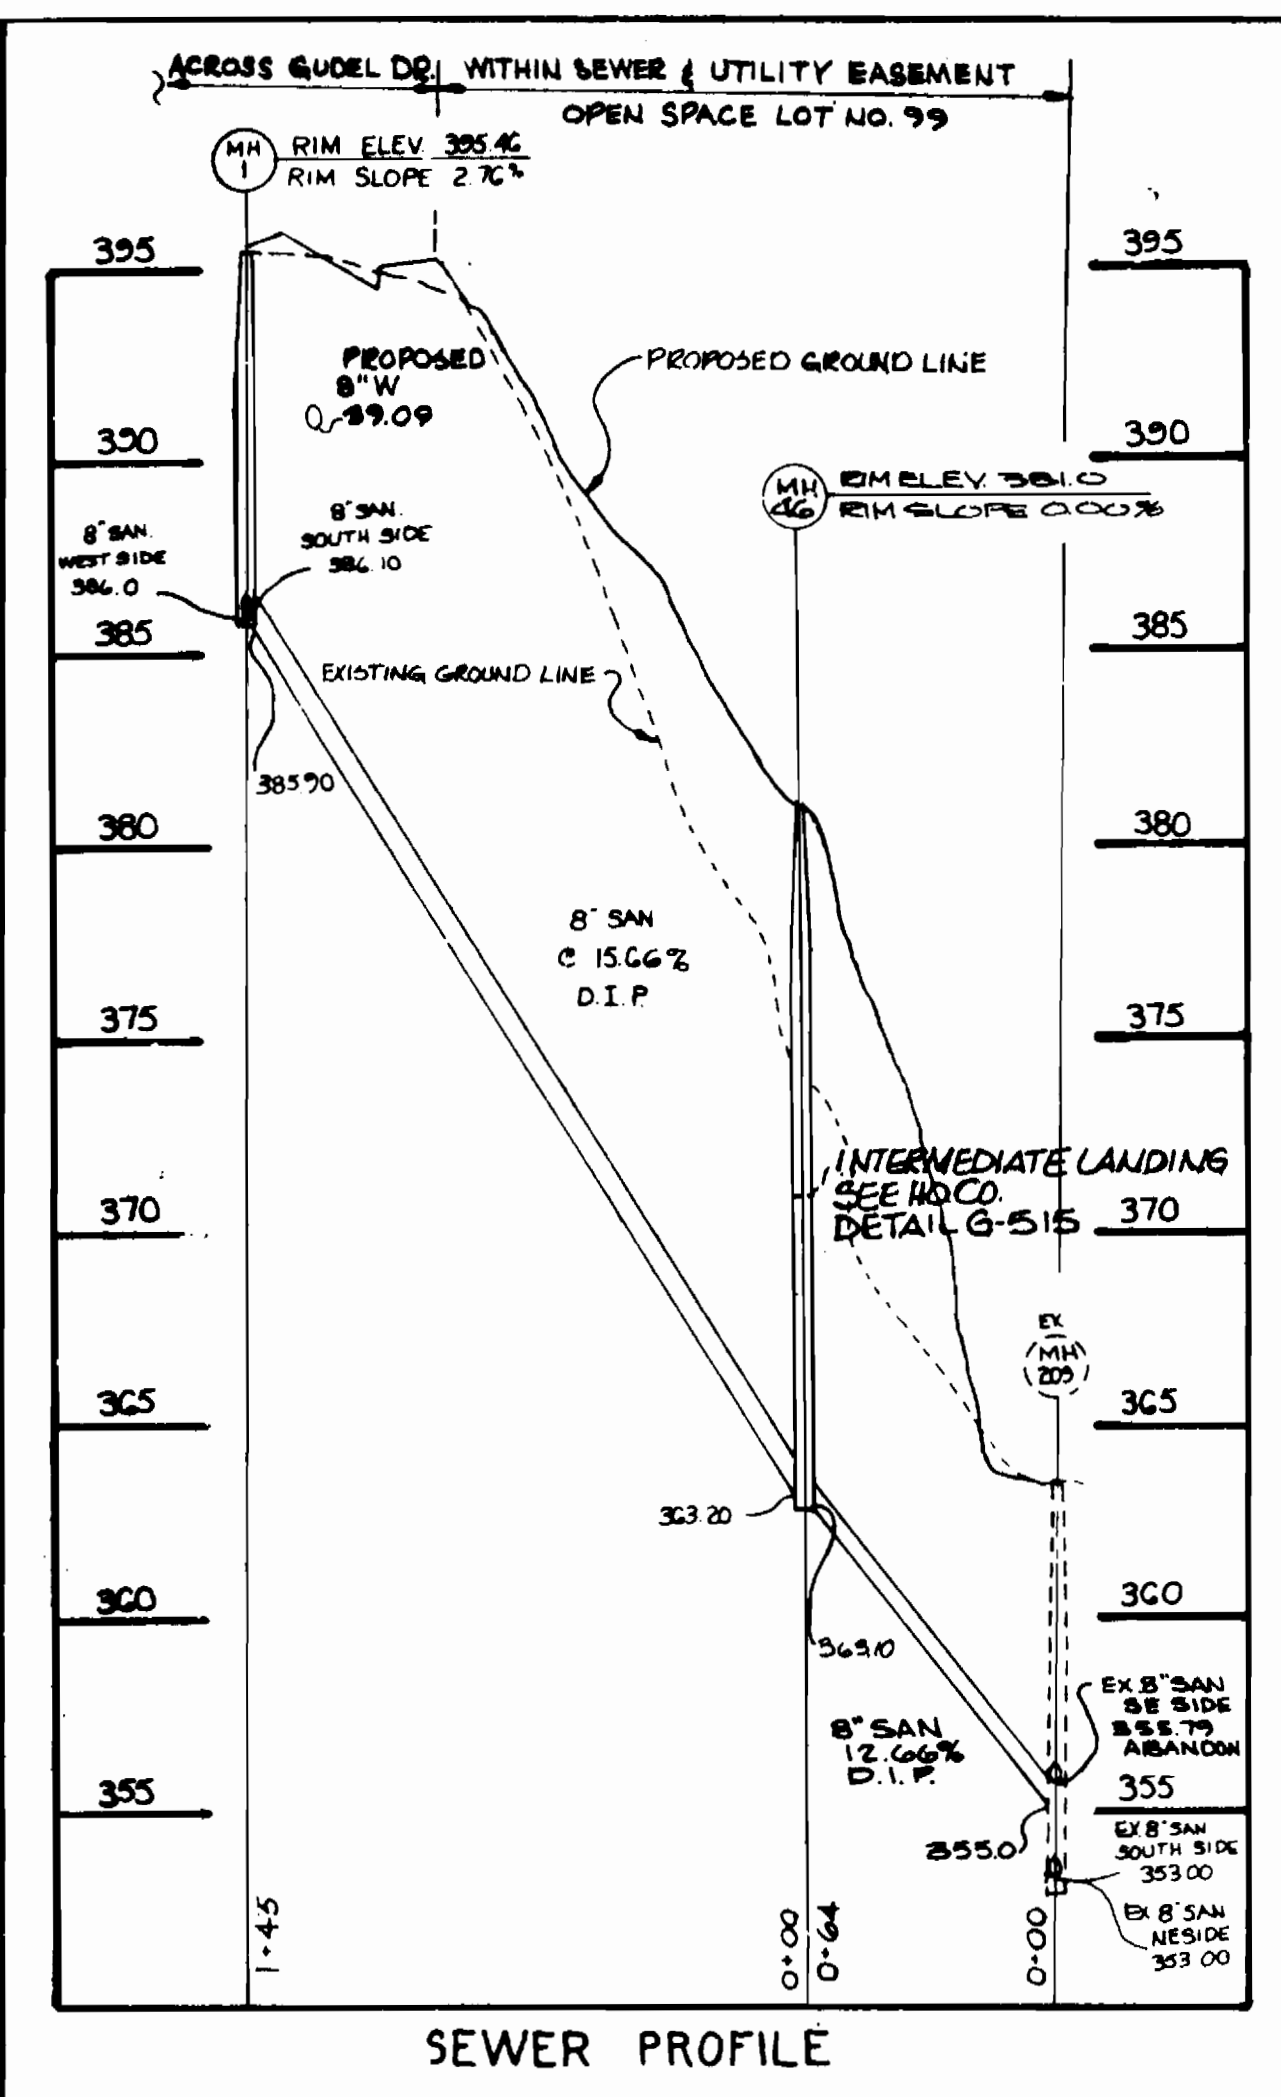 ACROSS GUDEL DR. WITHIN SEWER & UTILITY EASEMENT
OPEN SPACE LOT NO. 99
MH
1
RIM ELEV. 395.46
RIM SLOPE 2.76%
395
395
PROPOSED
8"W
PROPOSED GROUND LINE
390
390
MH
46
RIM ELEV. 381.0
RIM SLOPE 0.00%
8" SAN.
WEST SIDE
386.0
8" SAN.
SOUTH SIDE
386.10
385
385
EXISTING GROUND LINE
385.90
380
380
8" SAN
@ 15.66%
D.I.P.
375
375
INTERMEDIATE LANDING
SEE HO.CO.
DETAIL G-515
370
370
EX
MH
209
365
365
363.20
363.10
360
360
EX 8" SAN
SE SIDE
355.79
ABANDON
8" SAN
12.66%
D.I.P.
355
355
355.0
EX. 8" SAN
SOUTH SIDE
353.00
EX 8" SAN
NE SIDE
353.00
1+45
0+00
0+64
0+00
SEWER PROFILE